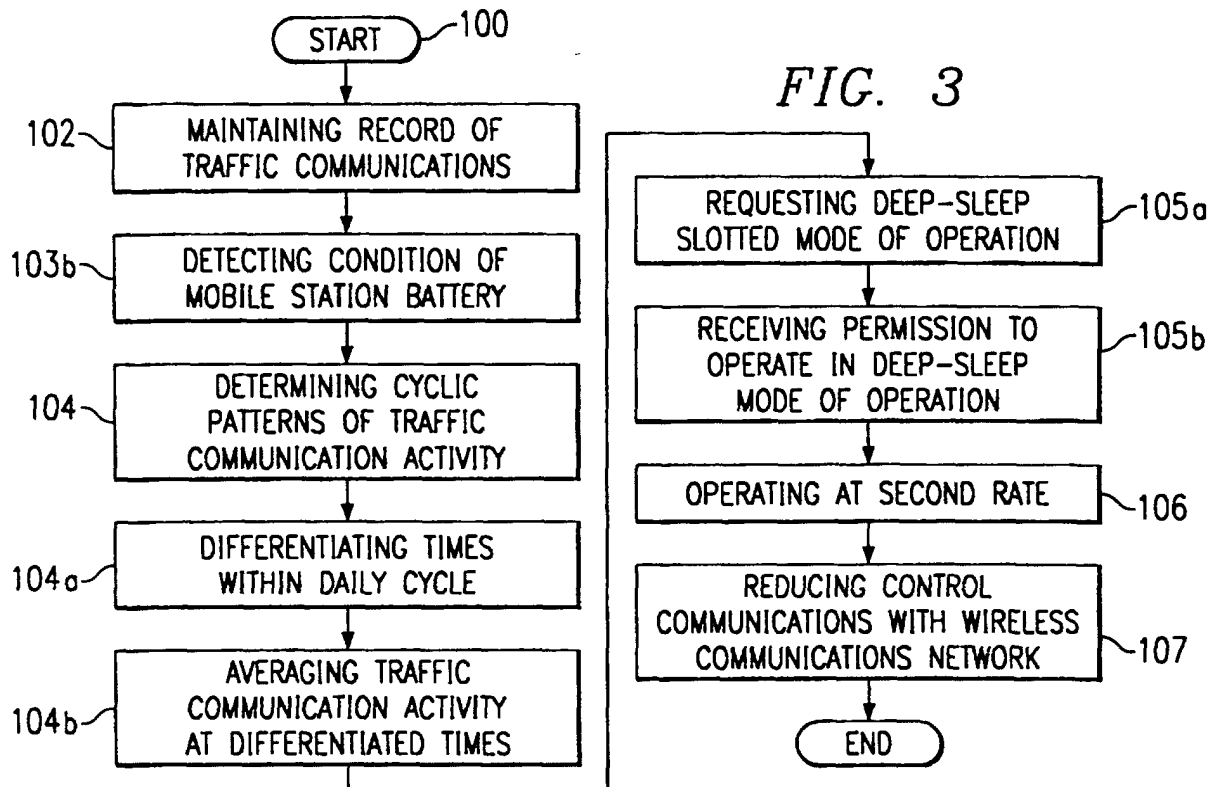 START
100
FIG. 3
102
MAINTAINING RECORD OF
TRAFFIC COMMUNICATIONS
103b
DETECTING CONDITION OF
MOBILE STATION BATTERY
104
DETERMINING CYCLIC
PATTERNS OF TRAFFIC
COMMUNICATION ACTIVITY
104a
DIFFERENTIATING TIMES
WITHIN DAILY CYCLE
104b
AVERAGING TRAFFIC
COMMUNICATION ACTIVITY
AT DIFFERENTIATED TIMES
REQUESTING DEEP-SLEEP
SLOTTED MODE OF OPERATION
105a
RECEIVING PERMISSION TO
OPERATE IN DEEP-SLEEP
MODE OF OPERATION
105b
OPERATING AT SECOND RATE
106
REDUCING CONTROL
COMMUNICATIONS WITH WIRELESS
COMMUNICATIONS NETWORK
107
END